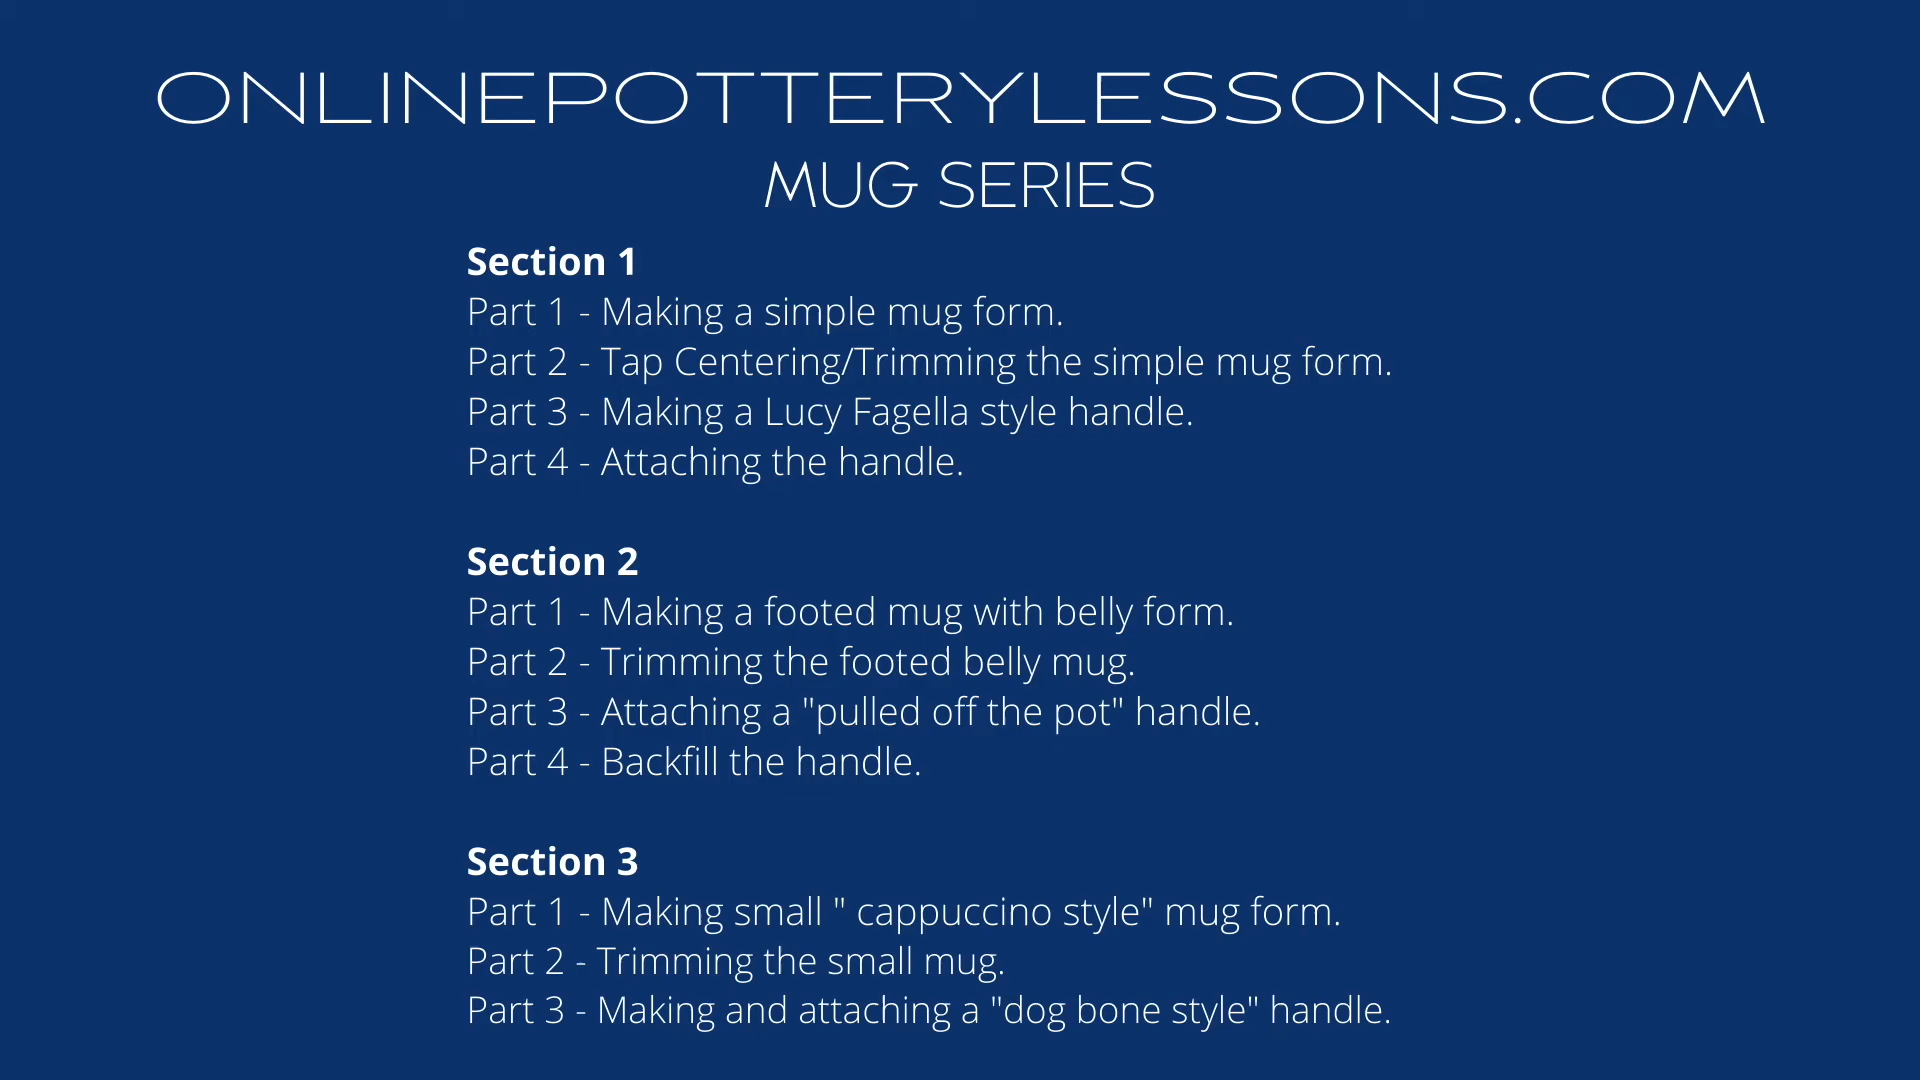 ONLINEPOTTERYLESSONS.COM
MUG SERIES
Section 1
Part 1 - Making a simple mug form.
Part 2 - Tap Centering/Trimming the simple mug form.
Part 3 - Making a Lucy Fagella style handle.
Part 4 - Attaching the handle.
Section 2
Part 1 - Making a footed mug with belly form.
Part 2 - Trimming the footed belly mug.
Part 3 - Attaching a "pulled off the pot" handle.
Part 4 - Backfill the handle.
Section 3
Part 1 - Making small " cappuccino style" mug form.
Part 2 - Trimming the small mug.
Part 3 - Making and attaching a "dog bone style" handle.